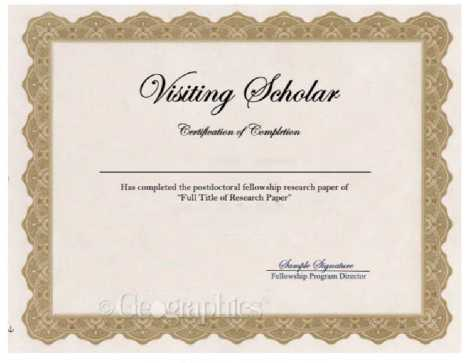 Visiting Scholar
Certification of Completion
Has completed the postdoctoral fellowship research paper of
"Full Title of Research Paper"
Sample Signature
Fellowship Program Director
© Geographics®